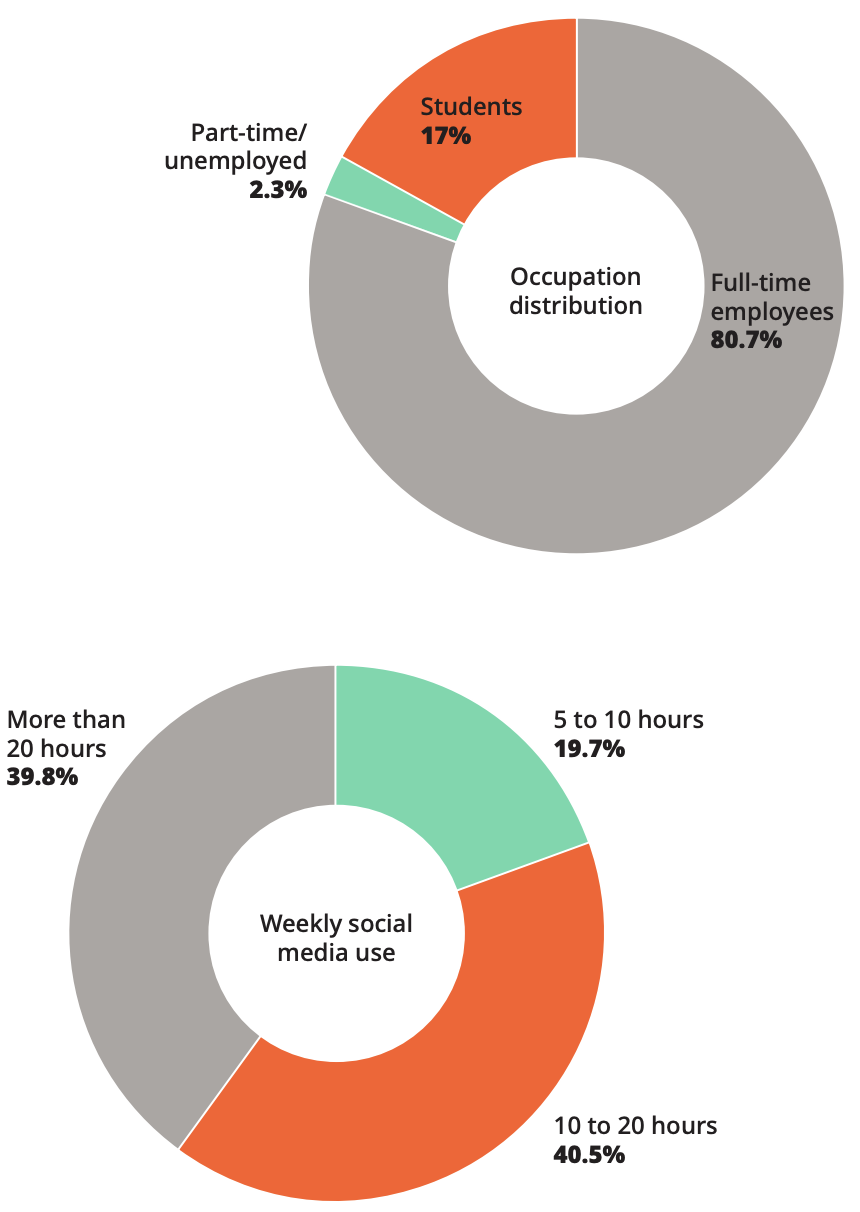 Students
17%
Part-time/
unemployed
2.3%
Occupation
distribution
Full-time
employees
80.7%
More than
20 hours
39.8%
5 to 10 hours
19.7%
Weekly social
media use
10 to 20 hours
40.5%